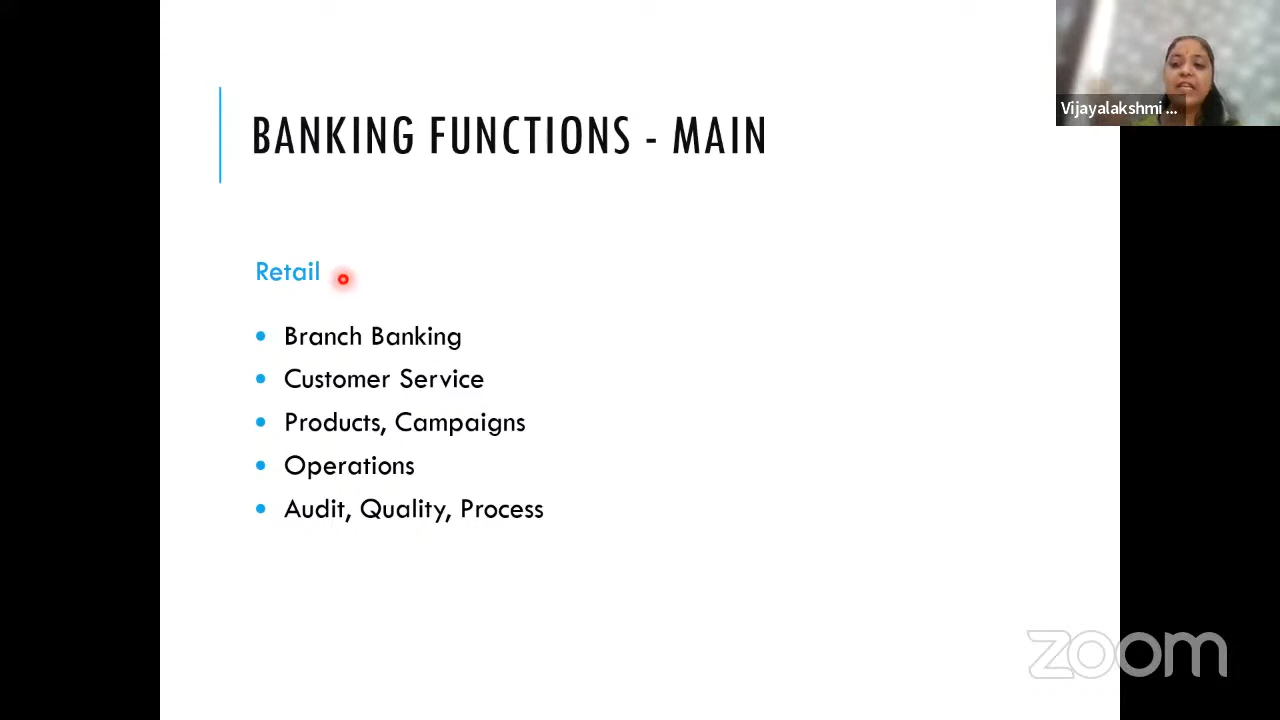 Vijayalakshmi ...
BANKING FUNCTIONS - MAIN
Retail
Branch Banking
Customer Service
Products, Campaigns
Operations
Audit, Quality, Process
zoom